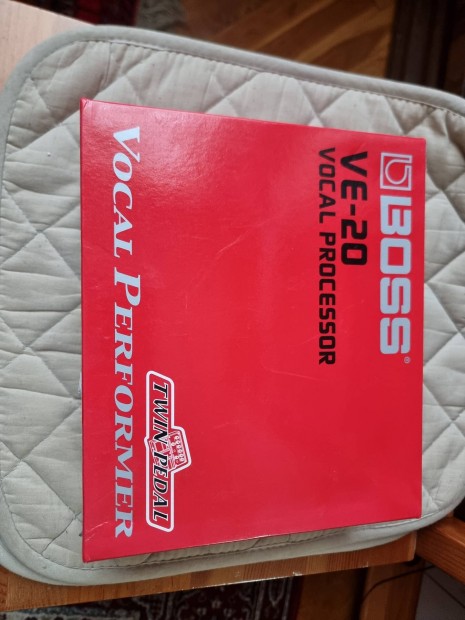 BOSS®
VE-20
VOCAL PROCESSOR
TWIN PEDAL
VOCAL PERFORMER